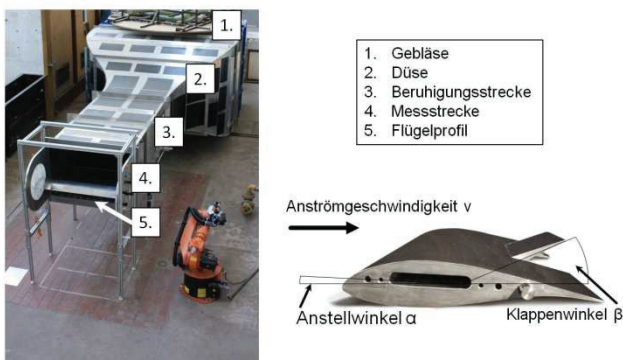 1.
2.
3.
4.
5.
1. Gebläse
2. Düse
3. Beruhigungsstrecke
4. Messstrecke
5. Flügelprofil
Anströmgeschwindigkeit v
Anstellwinkel α
Klappenwinkel β